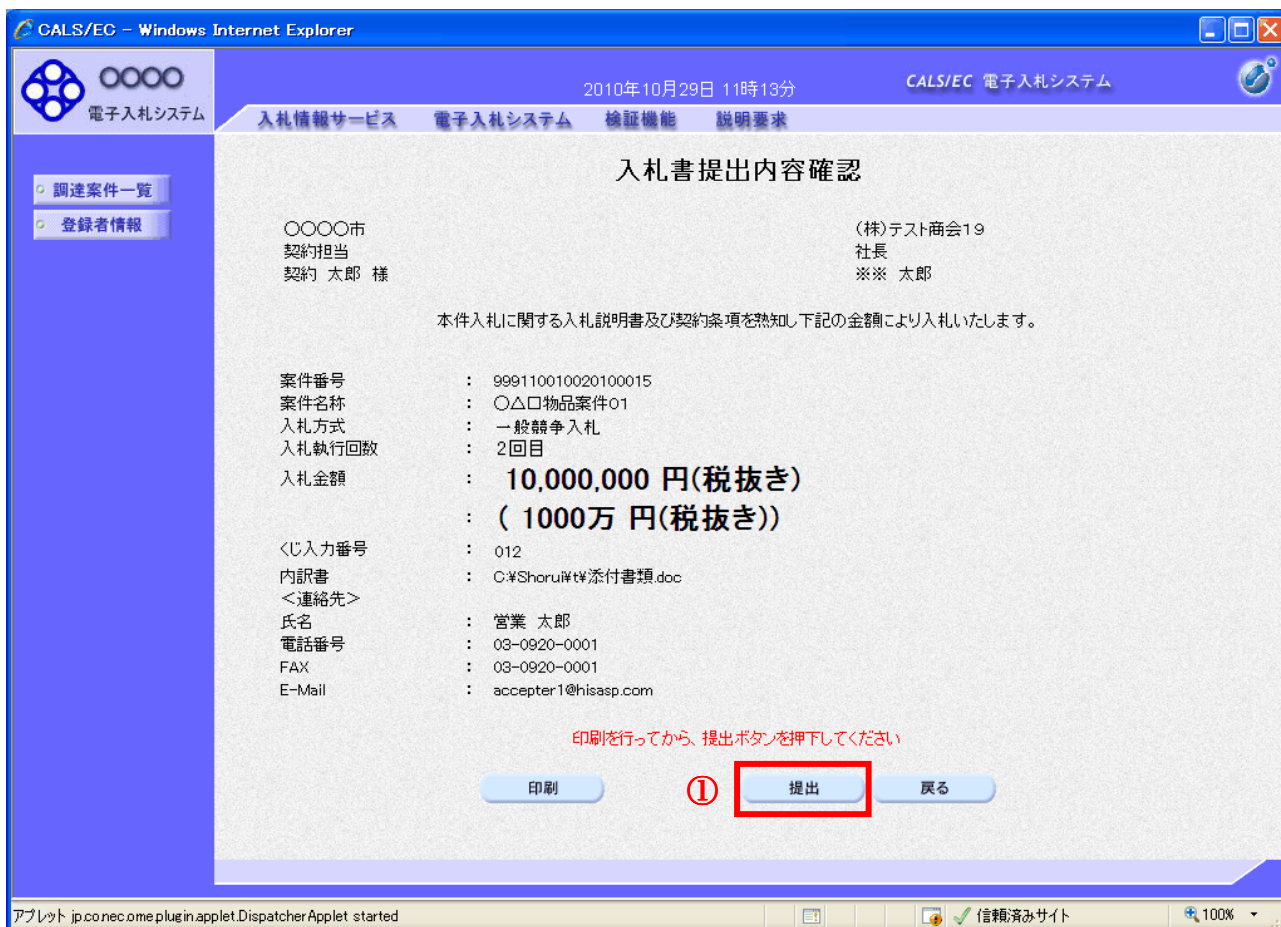 CALS/EC - Windows Internet Explorer
〇〇〇〇
電子入札システム
2010年10月29日 11時13分
CALS/EC 電子入札システム
入札情報サービス 電子入札システム 検証機能 説明要求
調達案件一覧
登録者情報
入札書提出内容確認
〇〇〇〇市
契約担当
契約 太郎 様
(株)テスト商会19
社長
※※ 太郎
本件入札に関する入札説明書及び契約条項を熟知し下記の金額により入札いたします。
案件番号 : 999110010020100015
案件名称 : 〇△口物品案件01
入札方式 : 一般競争入札
入札執行回数 : 2回目
入札金額 : 10,000,000 円(税抜き)
: ( 1000万 円(税抜き))
くじ入力番号 : 012
内訳書 : C:¥Shorui¥t¥添付書類.doc
<連絡先>
氏名 : 営業 太郎
電話番号 : 03-0920-0001
FAX : 03-0920-0001
E-Mail : accepter1@hisasp.com
印刷を行ってから、提出ボタンを押下してください
印刷 ① 提出 戻る
アプレット jp.co.nec.ome.plugin.applet.DispatcherApplet started
信頼済みサイト
100%